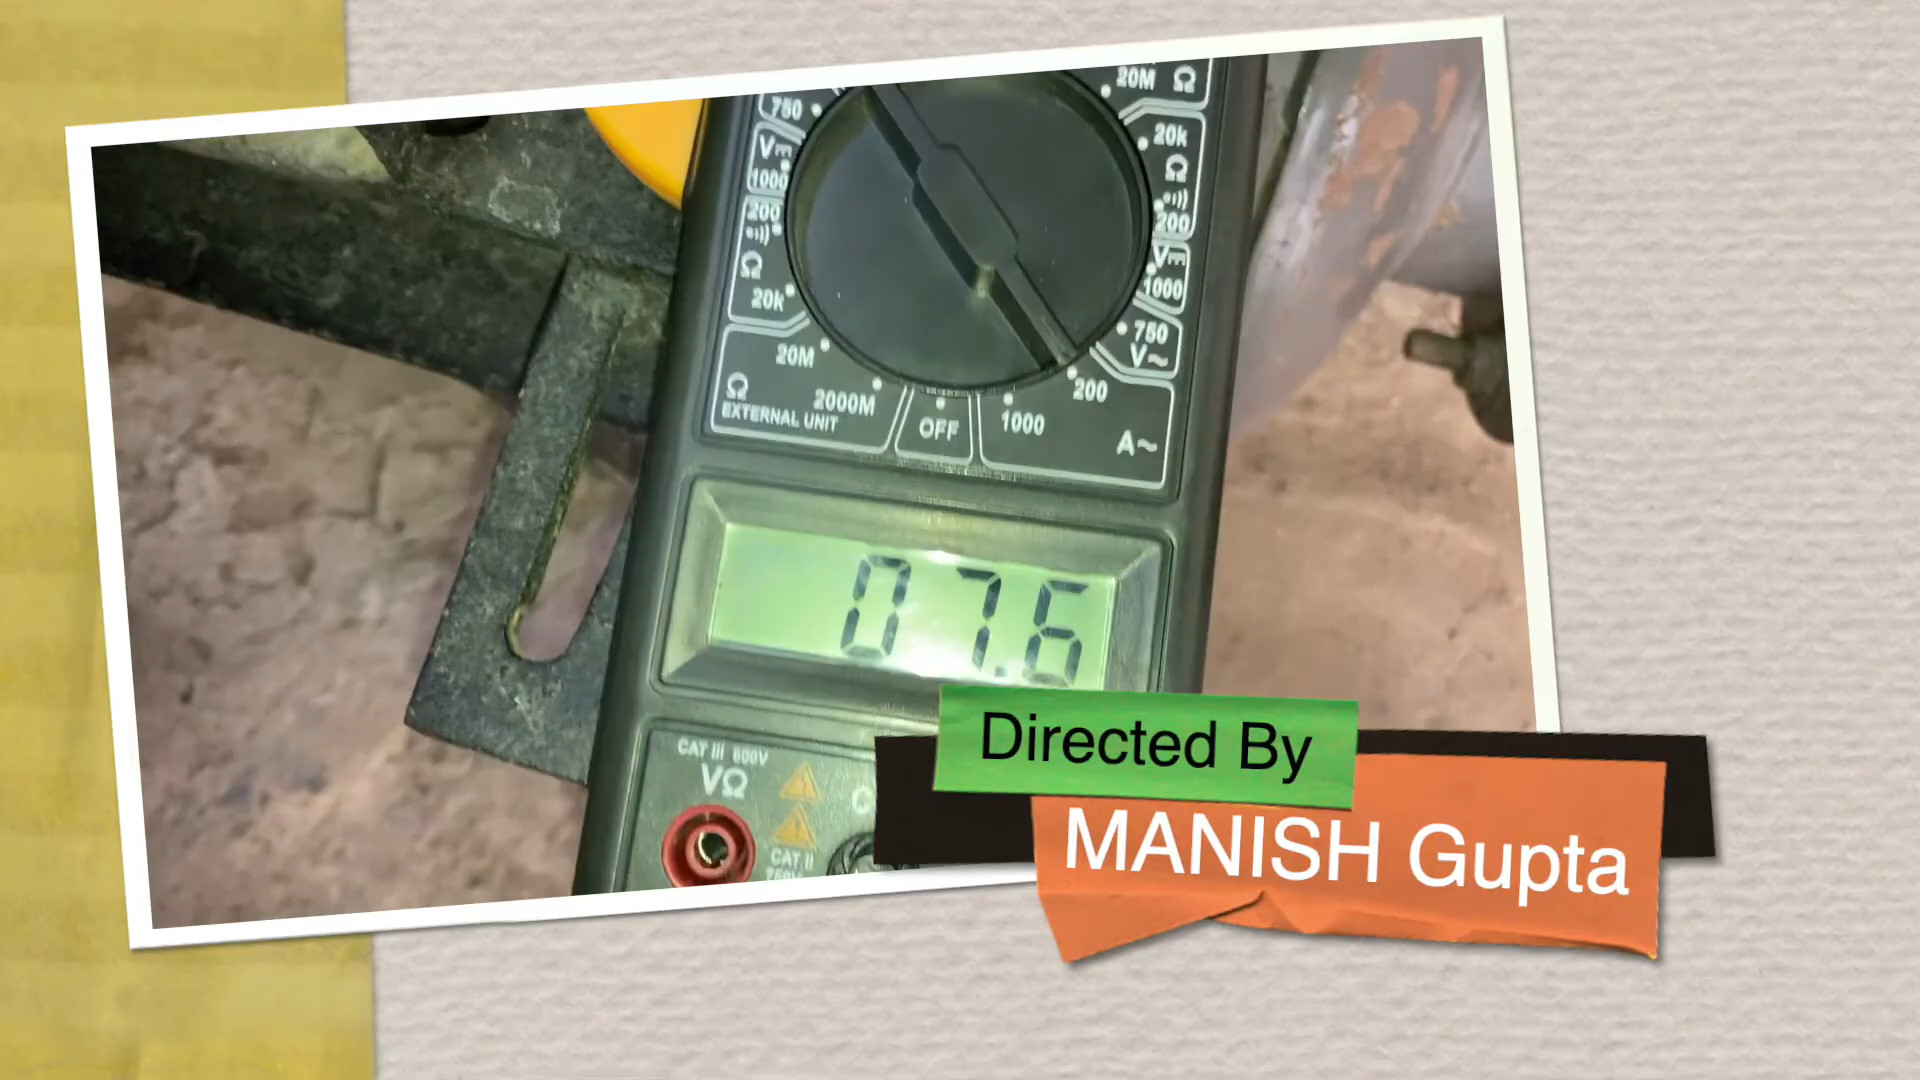 750
V
1000
200
Ω
20k
20M
2000M
Ω
EXTERNAL UNIT
OFF
20M Ω
20k
Ω
200
V
1000
750
V~
200
1000
A~
07.6
CAT III 600V
VΩ
CAT II
Directed By
MANISH Gupta